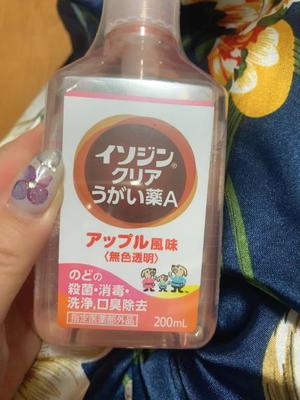 イソジン®
クリア
うがい薬A
アップル風味
〈無色透明〉
のどの
殺菌・消毒・
洗浄､口臭除去
指定医薬部外品
200mL